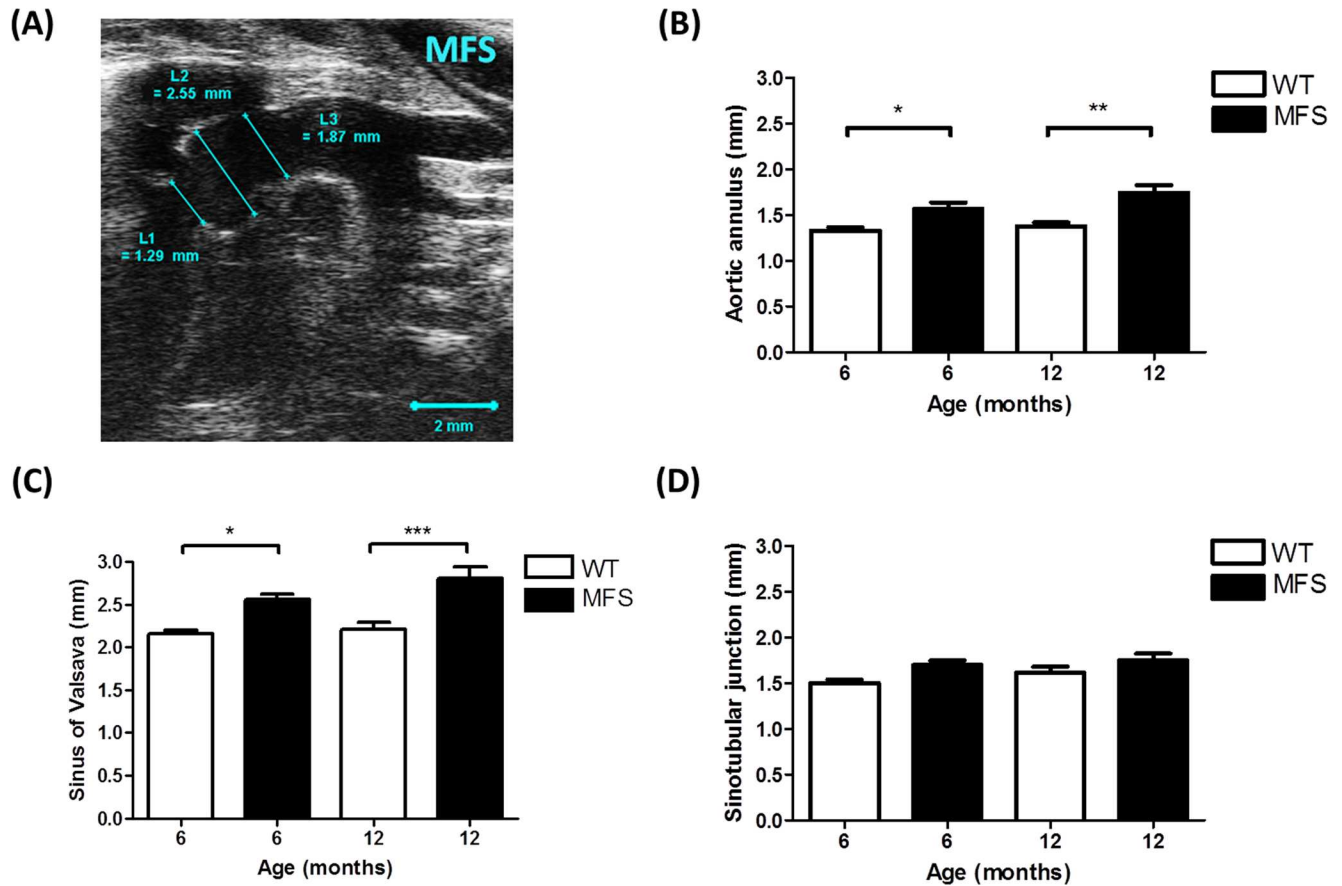 (A)
MFS
L2
= 2.55 mm
L3
= 1.87 mm
L1
= 1.29 mm
2 mm
(B)
WT
MFS
* **
Aortic annulus (mm)
3.0
2.5
2.0
1.5
1.0
0.5
0.0
6 6 12 12
Age (months)
(C)
WT
MFS
* ***
Sinus of Valsava (mm)
3.0
2.5
2.0
1.5
1.0
0.5
0.0
6 6 12 12
Age (months)
(D)
WT
MFS
Sinotubular junction (mm)
3.0
2.5
2.0
1.5
1.0
0.5
0.0
6 6 12 12
Age (months)